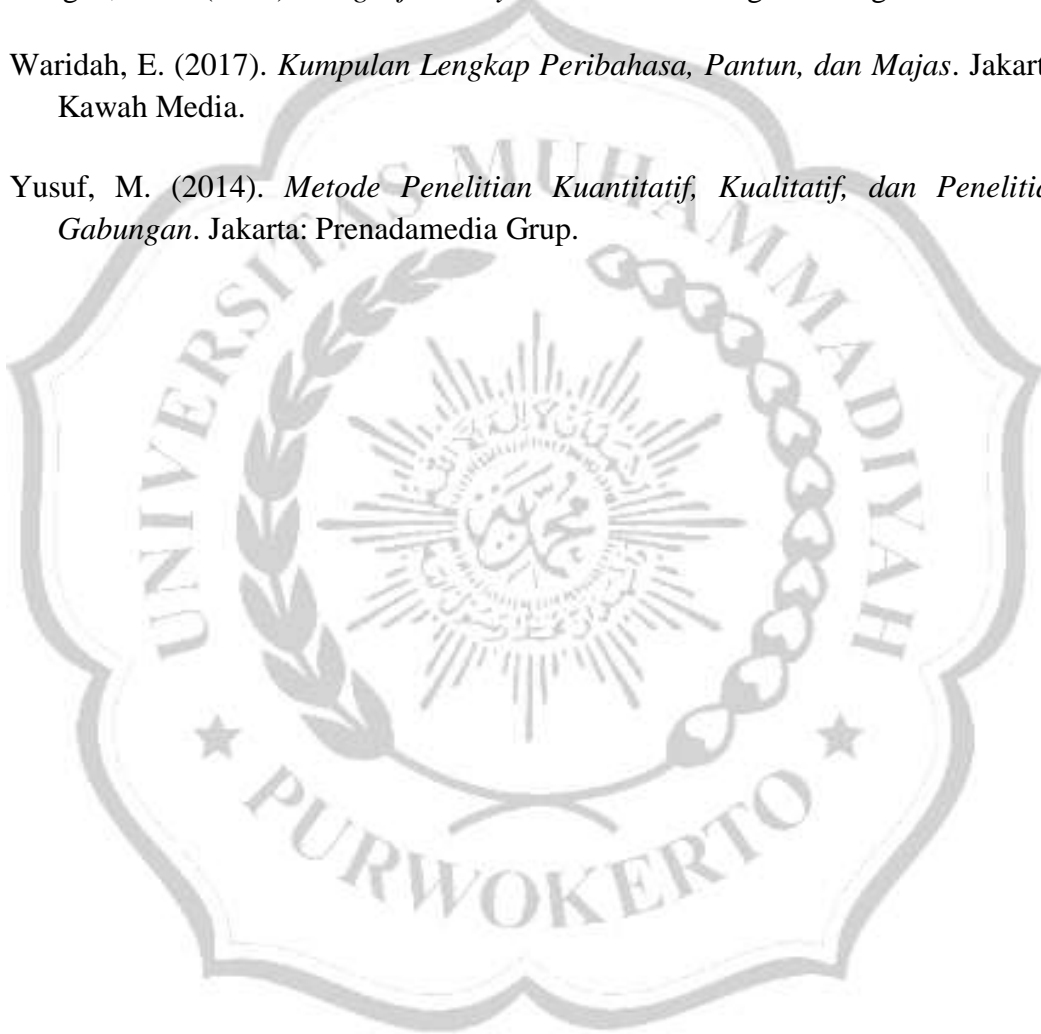 Waridah, E. (2017). Kumpulan Lengkap Peribahasa, Pantun, dan Majas. Jakart
Kawah Media.
Yusuf, M. (2014). Metode Penelitian Kuantitatif, Kualitatif, dan Peneliti
Gabungan. Jakarta: Prenadamedia Grup.
UNIVERSITAS MUHAMMADIYAH
PURWOKERTO